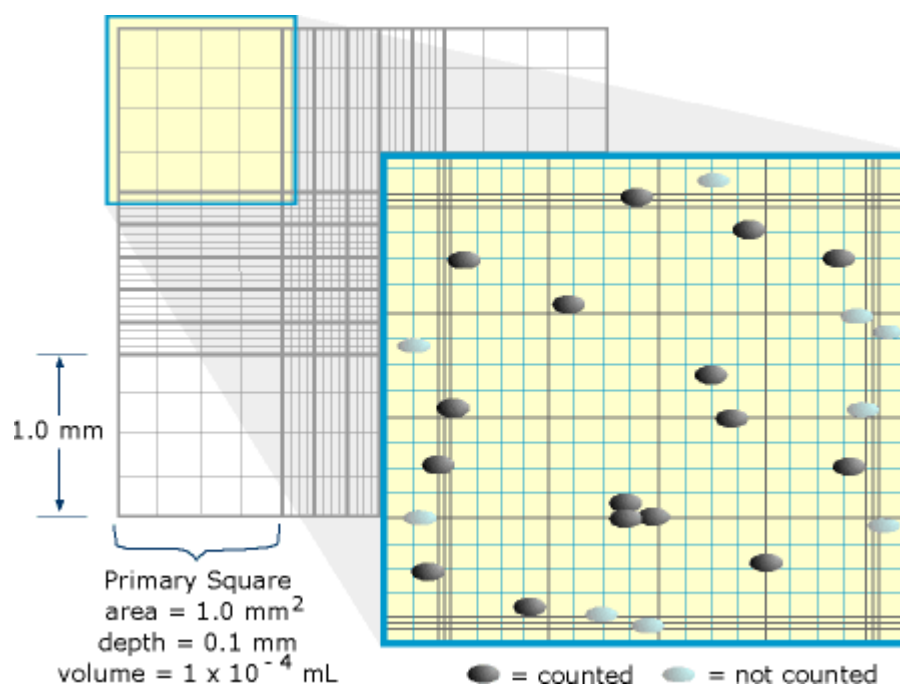 1.0 mm
Primary Square
area = 1.0 mm²
depth = 0.1 mm
volume = 1 x 10⁻⁴ mL
= counted
= not counted